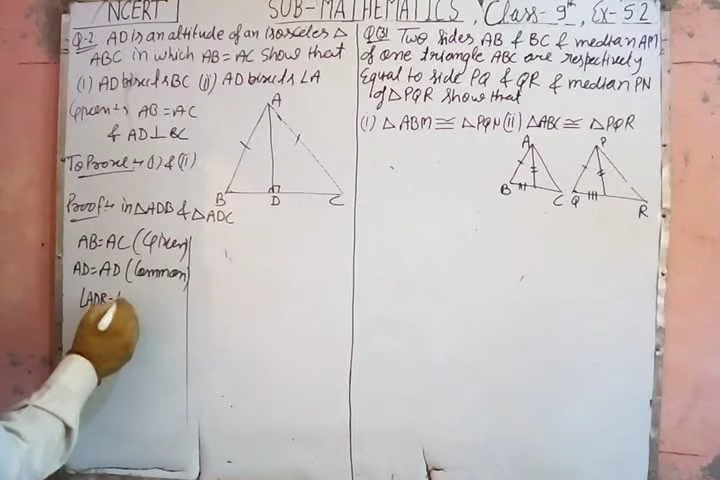 NCERT SUB-MATHEMATICS, Class-9th, Ex-5.2
Q-2 AD is an altitude of an isosceles △
ABC in which AB=AC show that
(i) AD bisects BC (ii) AD bisects ∠A
Given:- AB=AC
& AD⊥BC
To Prove:- (i) & (ii)
A
B
D
C
Proof:- in △ADB & △ADC
AB=AC (Given)
AD=AD (Common)
∠ADB=∠
Q(3) Two sides AB & BC & median AM
of one triangle ABC are respectively
Equal to side PQ & QR & median PN
of △PQR show that
(i) △ABM ≅ △PQN (ii) △ABC ≅ △PQR
A
B
C
P
Q
R